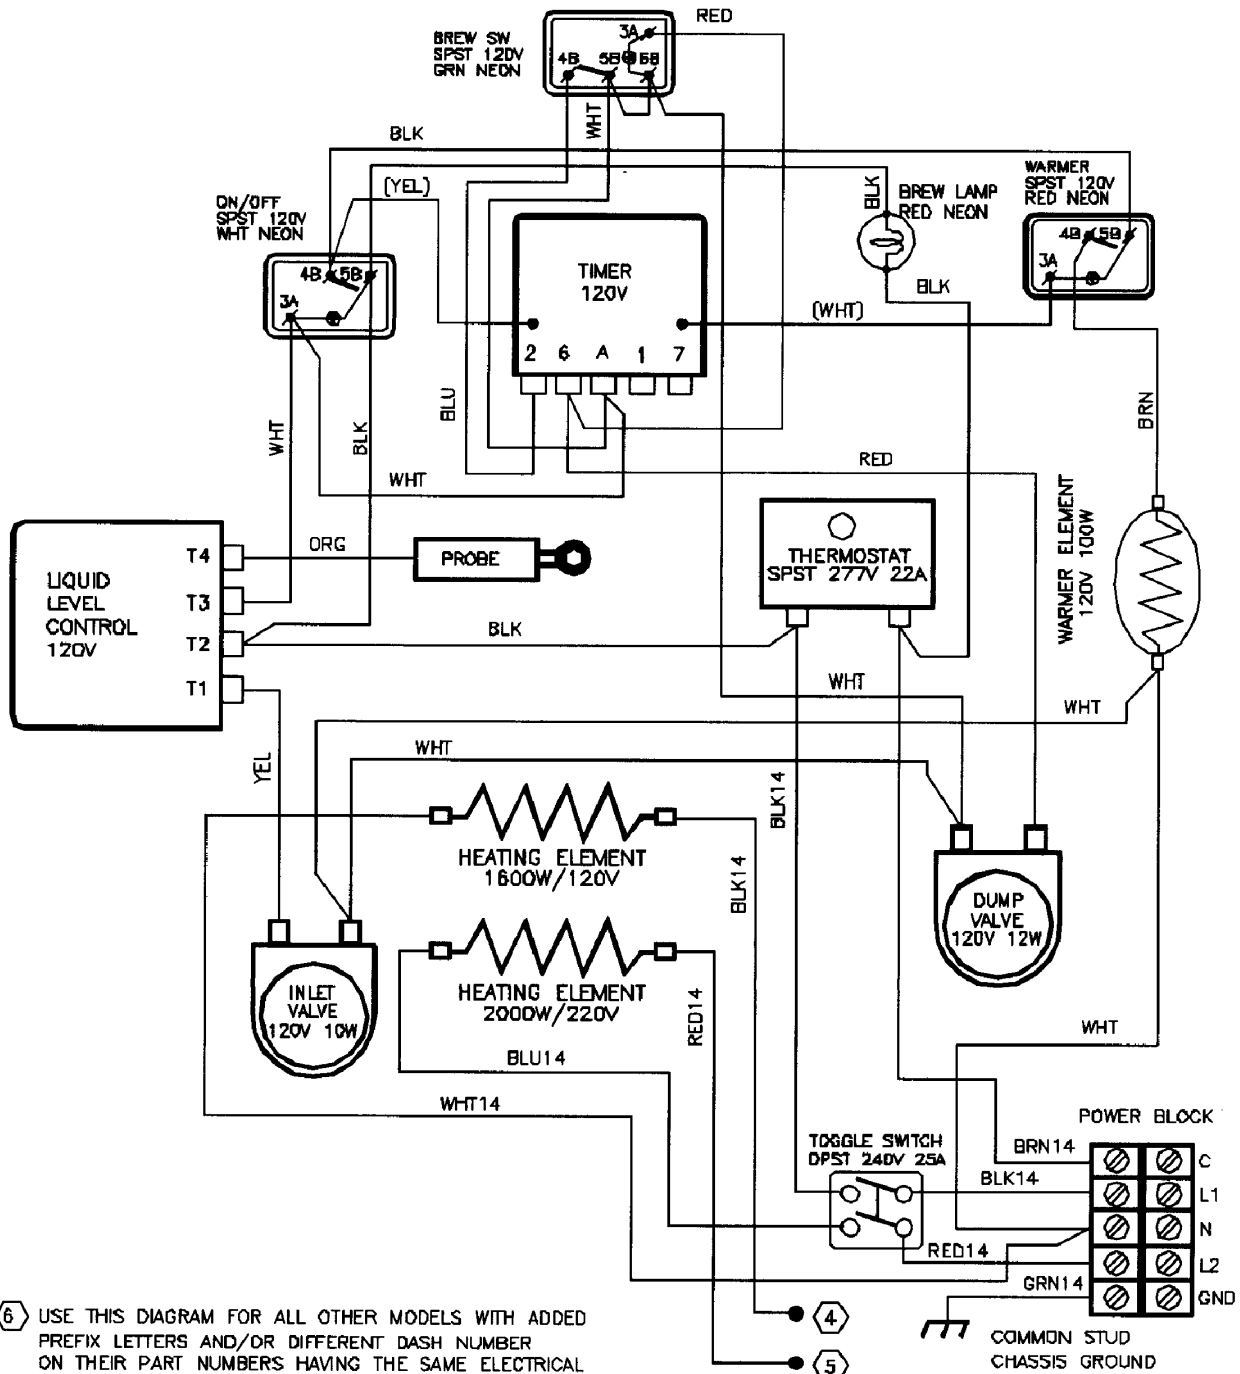 RED
BREW SW
SPST 120V
GRN NEON
3A
4B 5B 6B
WHT
BLK
(YEL)
ON/OFF
SPST 120V
WHT NEON
4B 5B
3A
BLK
BREW LAMP
RED NEON
WARMER
SPST 120V
RED NEON
4B 5B
3A
TIMER
120V
BLK
(WHT)
2 6 A 1 7
BLU
WHT
BLK
BRN
RED
WHT
WARMER ELEMENT
120V 100W
LIQUID
LEVEL
CONTROL
120V
T4
T3
T2
T1
ORG
PROBE
THERMOSTAT
SPST 277V 22A
BLK
WHT
WHT
YEL
WHT
BLK14
HEATING ELEMENT
1600W/120V
BLK14
HEATING ELEMENT
2000W/220V
RED14
DUMP
VALVE
120V 12W
INLET
VALVE
120V 10W
BLU14
WHT14
WHT
POWER BLOCK
TOGGLE SWITCH
DPST 240V 25A
BRN14
BLK14
RED14
GRN14
C
L1
N
L2
GND
4
5
COMMON STUD
CHASSIS GROUND
6 USE THIS DIAGRAM FOR ALL OTHER MODELS WITH ADDED
PREFIX LETTERS AND/OR DIFFERENT DASH NUMBER
ON THEIR PART NUMBERS HAVING THE SAME ELECTRICAL